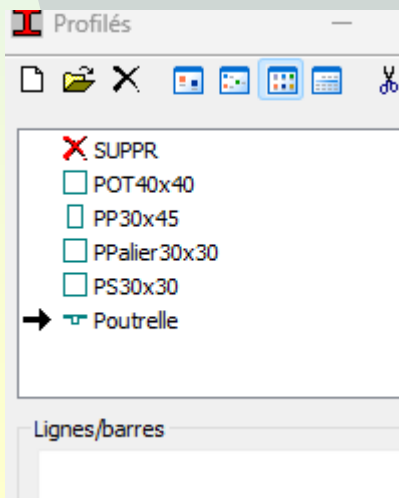 Profilés
SUPPR
POT40x40
PP30x45
PPalier30x30
PS30x30
Poutrelle
Lignes/barres